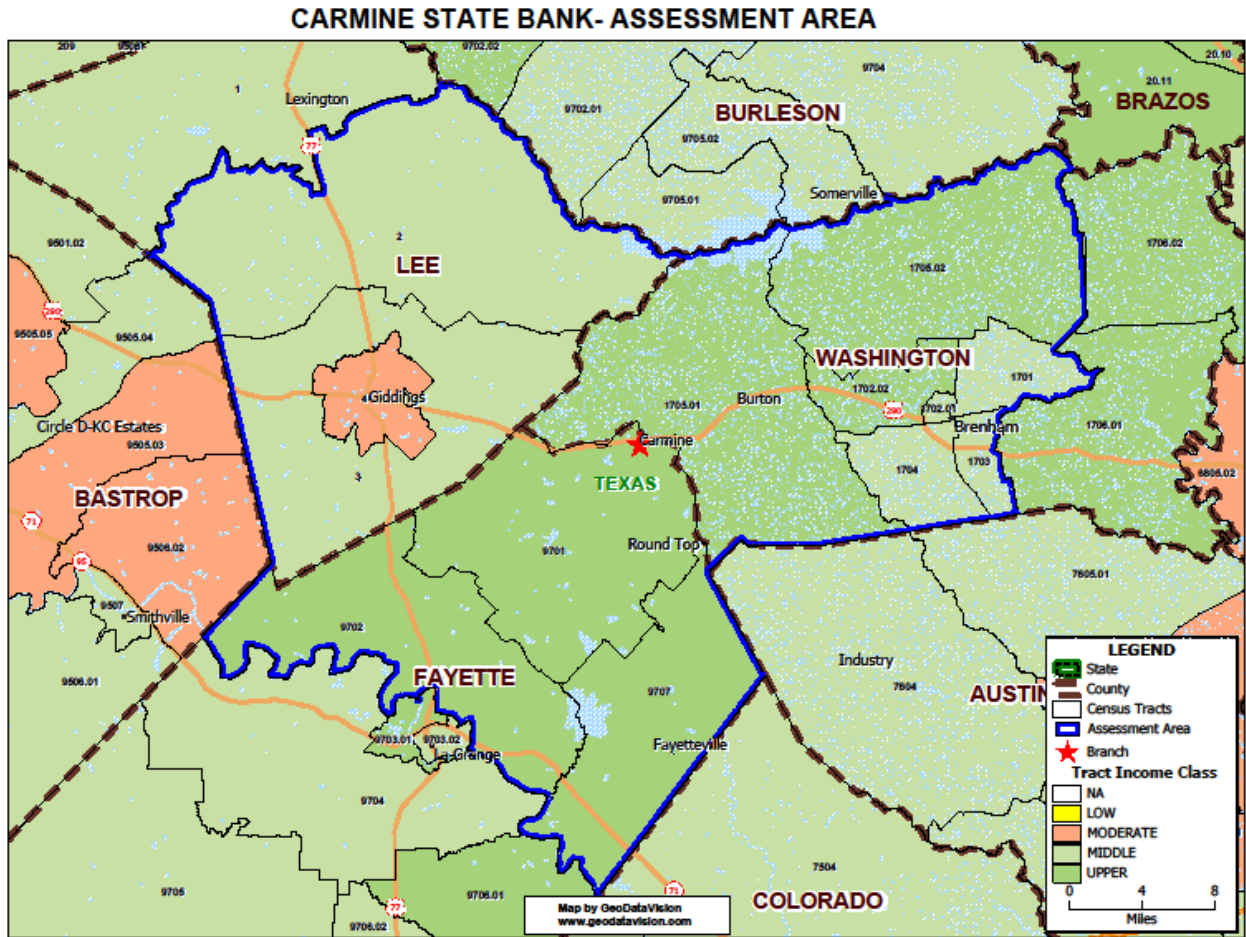 CARMINE STATE BANK- ASSESSMENT AREA
209
9702.02
9704
20.10
20.11
1
Lexington
9702.01
BURLESON
BRAZOS
77
9705.02
Somerville
9705.01
9501.02
2
LEE
1705.02
1706.02
290
9505.05
9505.04
WASHINGTON
1701
Giddings
1702.02
Burton
1705.01
290
1702.01
Circle D-KC Estates
9505.03
Carmine
Brenham
1706.01
3
1704
1703
6805.02
TEXAS
BASTROP
71
9701
Round Top
95
9506.02
7605.01
9507
Smithville
9702
Industry
7604
FAYETTE
9506.01
9707
AUSTIN
9703.01
9703.02
La Grange
Fayetteville
9704
7504
9705
9706.01
71
COLORADO
77
9706.02
Map by GeoDataVision
www.geodatavision.com
LEGEND
State
County
Census Tracts
Assessment Area
Branch
Tract Income Class
NA
LOW
MODERATE
MIDDLE
UPPER
0 4 8
Miles